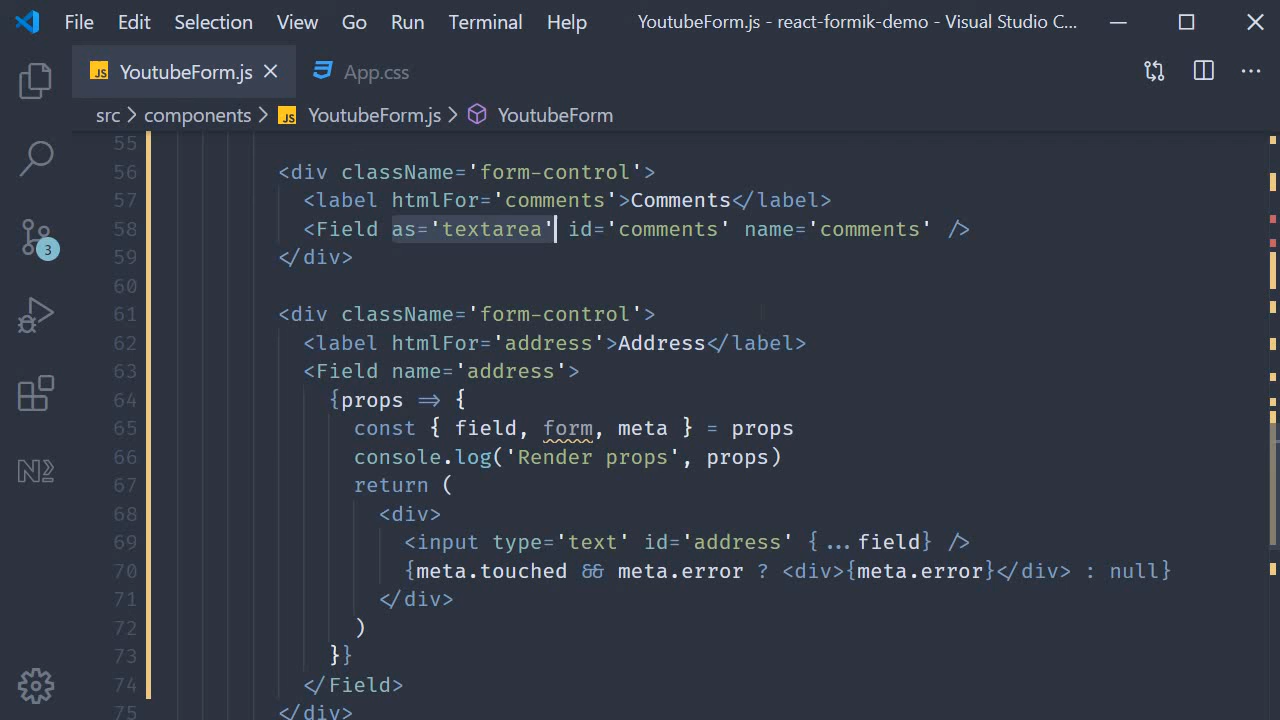 File Edit Selection View Go Run Terminal Help YoutubeForm.js - react-formik-demo - Visual Studio C...
JS YoutubeForm.js App.css
src > components > JS YoutubeForm.js > YoutubeForm
55
56 <div className='form-control'>
57 <label htmlFor='comments'>Comments</label>
58 <Field as='textarea' id='comments' name='comments' />
59 </div>
60
61 <div className='form-control'>
62 <label htmlFor='address'>Address</label>
63 <Field name='address'>
64 {props => {
65 const { field, form, meta } = props
66 console.log('Render props', props)
67 return (
68 <div>
69 <input type='text' id='address' {...field} />
70 {meta.touched && meta.error ? <div>{meta.error}</div> : null}
71 </div>
72 )
73 }}
74 </Field>
75 </div>
3
N